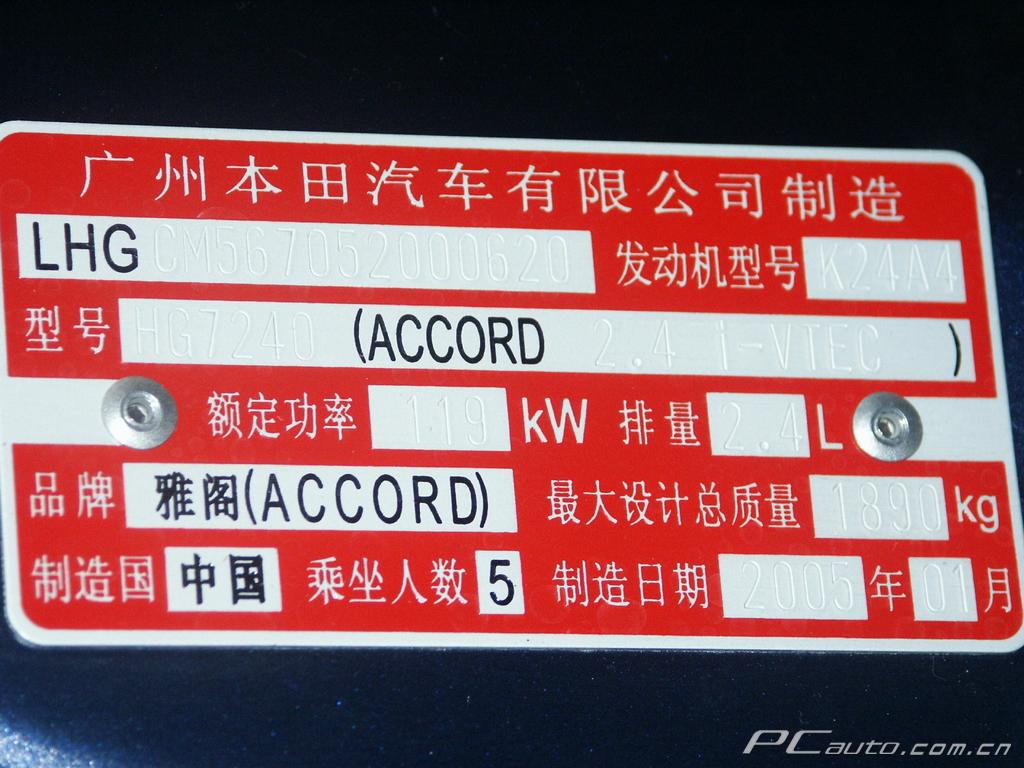 广州本田汽车有限公司制造
LHGCM567052000620 发动机型号 K24A4
型号 HG7240 (ACCORD 2.4 i-VTEC )
额定功率 119 kW 排量 2.4 L
品牌 雅阁(ACCORD) 最大设计总质量 1890 kg
制造国 中国 乘坐人数 5 制造日期 2005 年 01 月
PCauto.com.cn